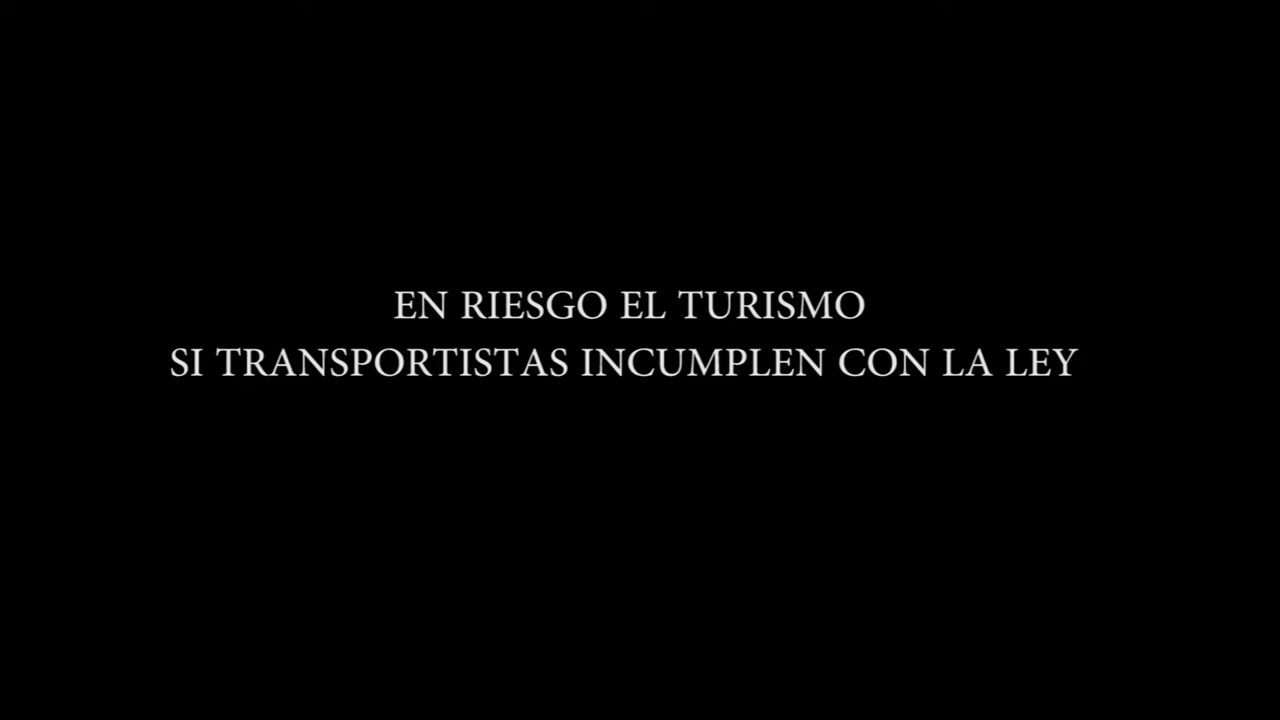 EN RIESGO EL TURISMO
SI TRANSPORTISTAS INCUMPLEN CON LA LEY